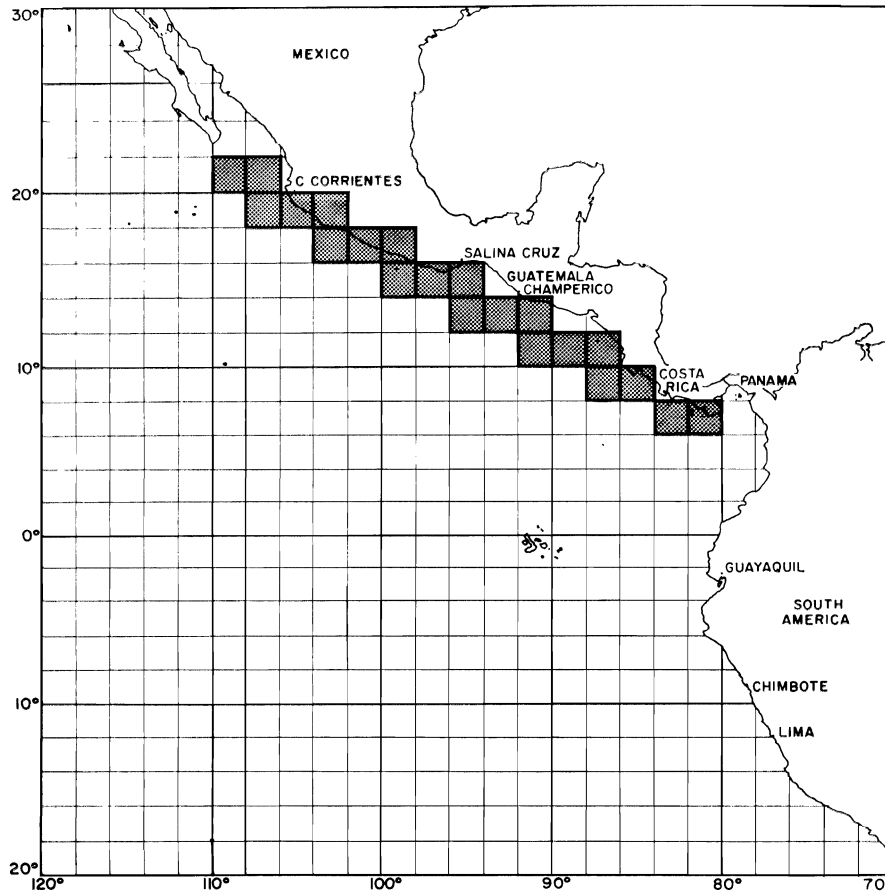 30°
MEXICO
C CORRIENTES
20°
SALINA CRUZ
GUATEMALA
CHAMPERICO
10°
COSTA
RICA
PANAMA
0°
GUAYAQUIL
SOUTH
AMERICA
CHIMBOTE
10°
LIMA
20°
120°
110°
100°
90°
80°
70°